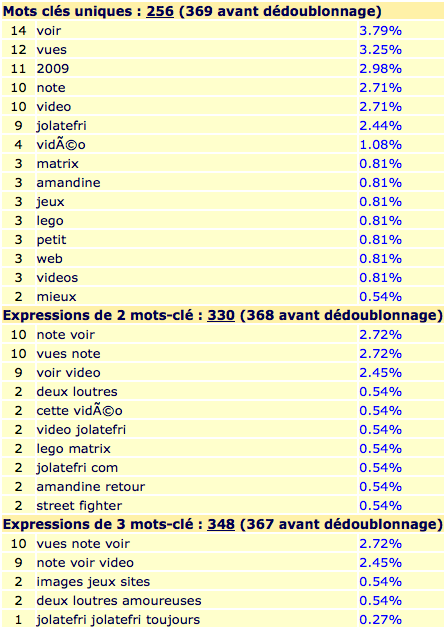 Mots clés uniques : 256 (369 avant dédoublonnage)
14 voir 3.79%
12 vues 3.25%
11 2009 2.98%
10 note 2.71%
10 video 2.71%
9 jolatefri 2.44%
4 vidÃ©o 1.08%
3 matrix 0.81%
3 amandine 0.81%
3 jeux 0.81%
3 lego 0.81%
3 petit 0.81%
3 web 0.81%
3 videos 0.81%
2 mieux 0.54%
Expressions de 2 mots-clé : 330 (368 avant dédoublonnage)
10 note voir 2.72%
10 vues note 2.72%
9 voir video 2.45%
2 deux loutres 0.54%
2 cette vidÃ©o 0.54%
2 video jolatefri 0.54%
2 lego matrix 0.54%
2 jolatefri com 0.54%
2 amandine retour 0.54%
2 street fighter 0.54%
Expressions de 3 mots-clé : 348 (367 avant dédoublonnage)
10 vues note voir 2.72%
9 note voir video 2.45%
2 images jeux sites 0.54%
2 deux loutres amoureuses 0.54%
1 jolatefri jolatefri toujours 0.27%